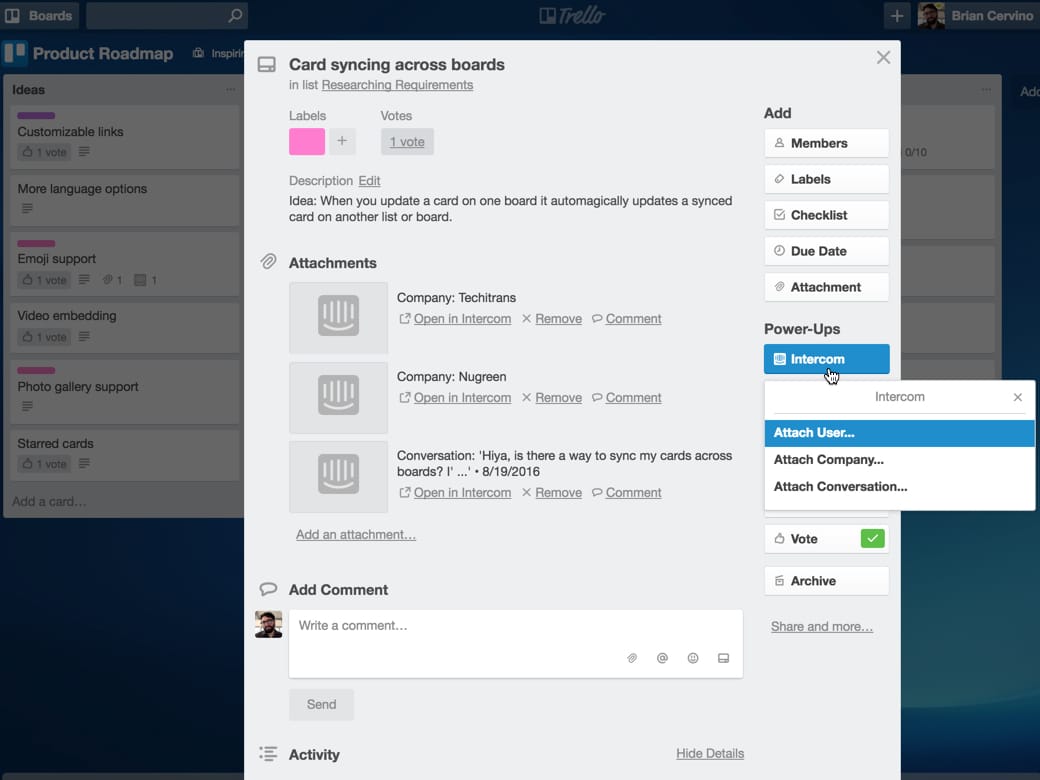 Boards
Trello
Brian Cervino
Product Roadmap
Ideas
Customizable links
1 vote
More language options
Emoji support
1 vote 1 1
Video embedding
1 vote
Photo gallery support
Starred cards
1 vote
Add a card…
Card syncing across boards
in list Researching Requirements
Labels Votes
+ 1 vote
Description Edit
Idea: When you update a card on one board it automagically updates a synced
card on another list or board.
Attachments
Company: Techitrans
Open in Intercom Remove Comment
Company: Nugreen
Open in Intercom Remove Comment
Conversation: 'Hiya, is there a way to sync my cards across
boards? I' ...' • 8/19/2016
Open in Intercom Remove Comment
Add an attachment…
Add Comment
Write a comment…
@
Send
Activity
Hide Details
Add
Members
Labels
Checklist
Due Date
Attachment
Power-Ups
Intercom
Intercom
Attach User...
Attach Company...
Attach Conversation...
Vote
Archive
Share and more…
0/10